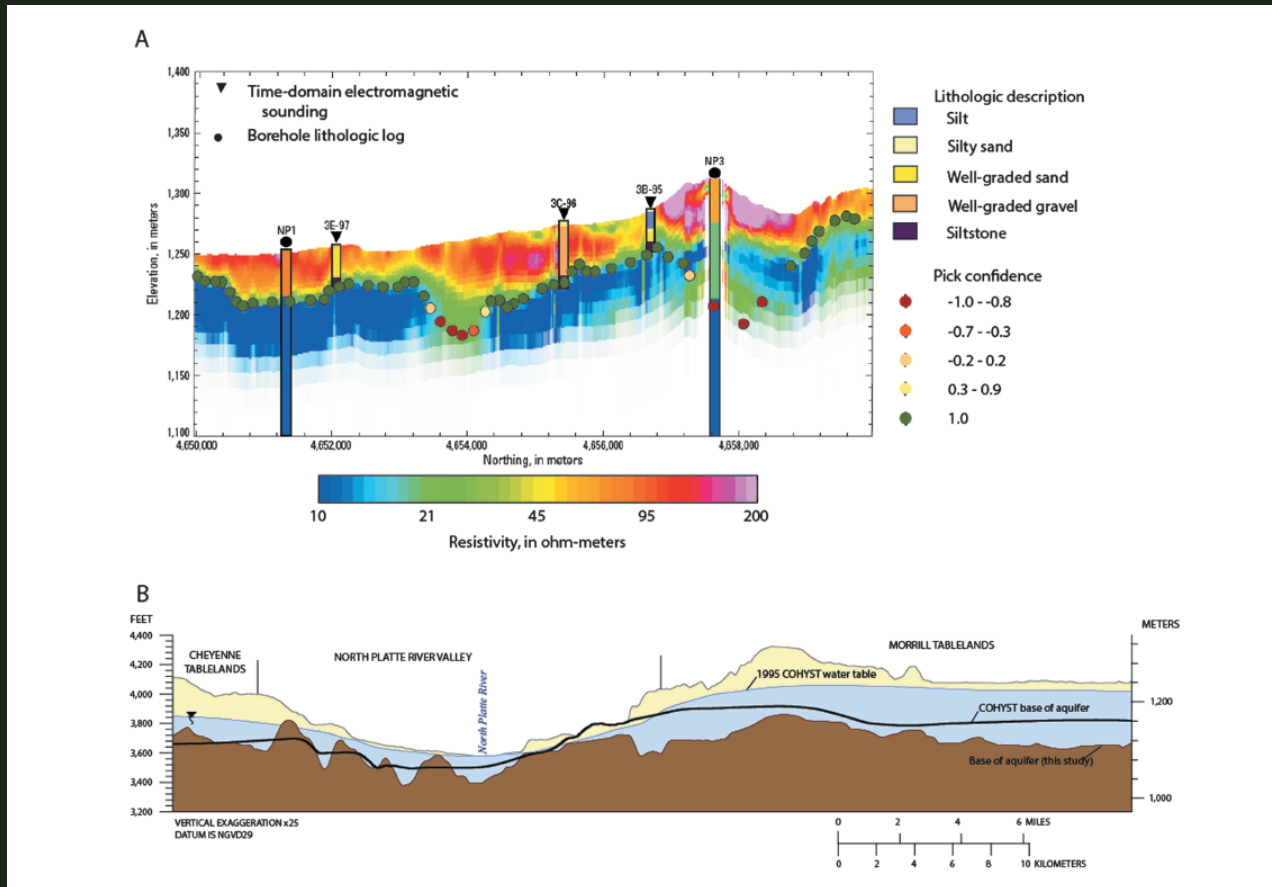 A
1,400
1,350
1,300
1,250
1,200
1,150
1,100
Elevation, in meters
Time-domain electromagnetic
sounding
Borehole lithologic log
NP1
3E-97
3C-96
3B-95
NP3
4,650,000
4,652,000
4,654,000
4,656,000
4,658,000
Northing, in meters
10
21
45
95
200
Resistivity, in ohm-meters
Lithologic description
Silt
Silty sand
Well-graded sand
Well-graded gravel
Siltstone
Pick confidence
-1.0 - -0.8
-0.7 - -0.3
-0.2 - 0.2
0.3 - 0.9
1.0
B
FEET
4,400
4,200
4,000
3,800
3,600
3,400
3,200
CHEYENNE
TABLELANDS
NORTH PLATTE RIVER VALLEY
North Platte River
MORRILL TABLELANDS
1995 COHYST water table
COHYST base of aquifer
Base of aquifer (this study)
METERS
1,200
1,000
VERTICAL EXAGGERATION x25
DATUM IS NGVD29
0 2 4 6 MILES
0 2 4 6 8 10 KILOMETERS